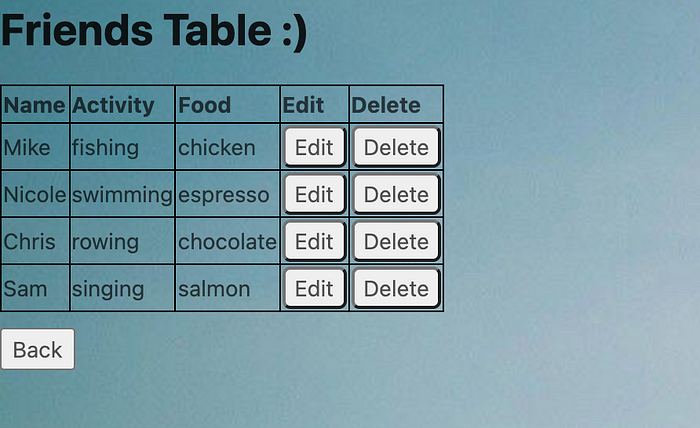 Friends Table :)
Name Activity Food Edit Delete
Mike fishing chicken Edit Delete
Nicole swimming espresso Edit Delete
Chris rowing chocolate Edit Delete
Sam singing salmon Edit Delete
Back